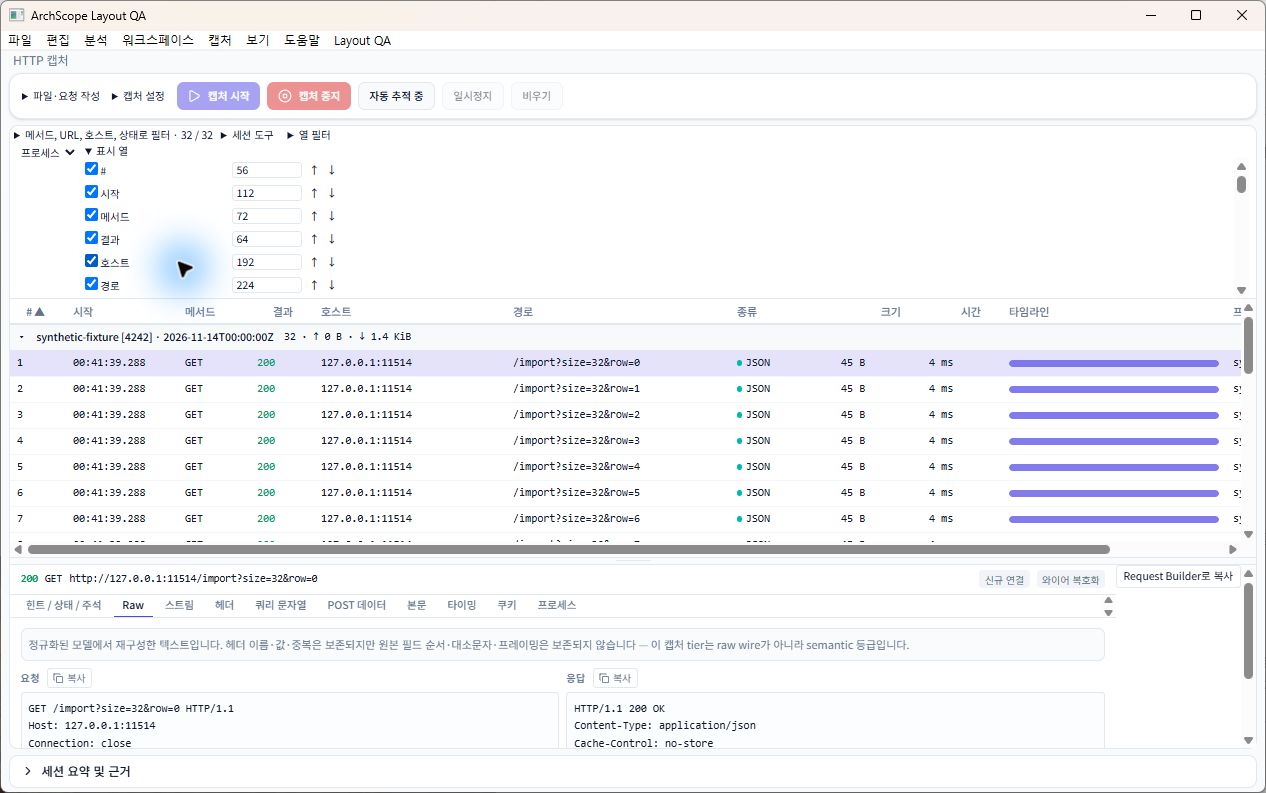 ArchScope Layout QA
파일 편집 분석 워크스페이스 캡처 보기 도움말 Layout QA
HTTP 캡처
▶ 파일·요청 작성 ▶ 캡처 설정 캡처 시작 캡처 중지 자동 추적 중 일시정지 비우기
▶ 메서드, URL, 호스트, 상태로 필터 · 32 / 32 ▶ 세션 도구 ▶ 열 필터
프로세스 ▼ 표시 열
# 56 ↑ ↓
시작 112 ↑ ↓
메서드 72 ↑ ↓
결과 64 ↑ ↓
호스트 192 ↑ ↓
경로 224 ↑ ↓
# ▲ 시작 메서드 결과 호스트 경로 종류 크기 시간 타임라인
synthetic-fixture [4242] · 2026-11-14T00:00:00Z 32 · ↑ 0 B · ↓ 1.4 KiB
1 00:41:39.288 GET 200 127.0.0.1:11514 /import?size=32&row=0 JSON 45 B 4 ms
2 00:41:39.288 GET 200 127.0.0.1:11514 /import?size=32&row=1 JSON 45 B 4 ms
3 00:41:39.288 GET 200 127.0.0.1:11514 /import?size=32&row=2 JSON 45 B 4 ms
4 00:41:39.288 GET 200 127.0.0.1:11514 /import?size=32&row=3 JSON 45 B 4 ms
5 00:41:39.288 GET 200 127.0.0.1:11514 /import?size=32&row=4 JSON 45 B 4 ms
6 00:41:39.288 GET 200 127.0.0.1:11514 /import?size=32&row=5 JSON 45 B 4 ms
7 00:41:39.288 GET 200 127.0.0.1:11514 /import?size=32&row=6 JSON 45 B 4 ms
200 GET http://127.0.0.1:11514/import?size=32&row=0 신규 연결 와이어 복호화 Request Builder로 복사
힌트 / 상태 / 주석 Raw 스트림 헤더 쿼리 문자열 POST 데이터 본문 타이밍 쿠키 프로세스
정규화된 모델에서 재구성한 텍스트입니다. 헤더 이름·값·중복은 보존되지만 원본 필드 순서·대소문자·프레이밍은 보존되지 않습니다 — 이 캡처 tier는 raw wire가 아니라 semantic 등급입니다.
요청 복사 응답 복사
GET /import?size=32&row=0 HTTP/1.1
Host: 127.0.0.1:11514
Connection: close
HTTP/1.1 200 OK
Content-Type: application/json
Cache-Control: no-store
세션 요약 및 근거